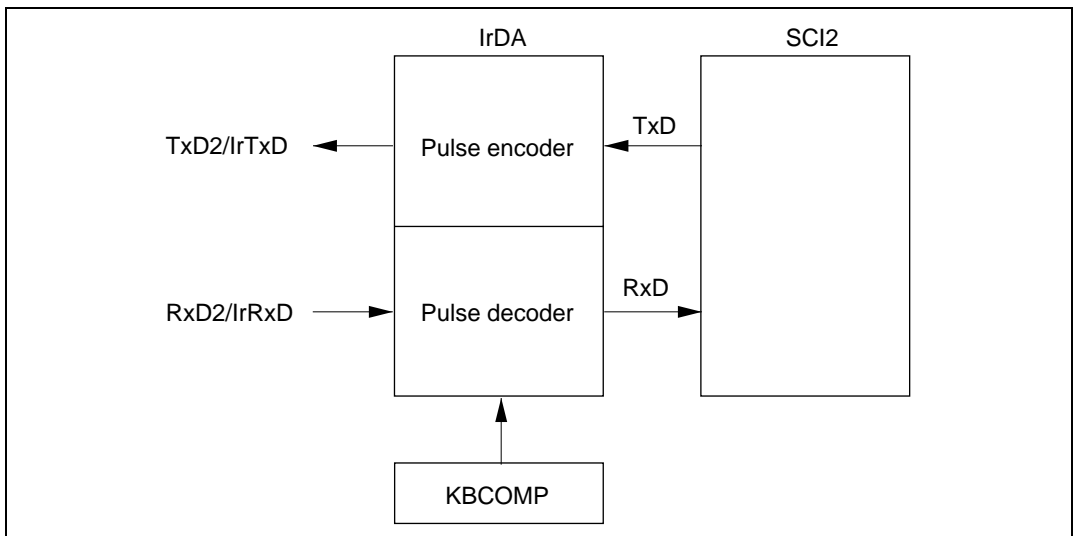 IrDA
SCI2
TxD2/IrTxD
Pulse encoder
TxD
RxD2/IrRxD
Pulse decoder
RxD
KBCOMP